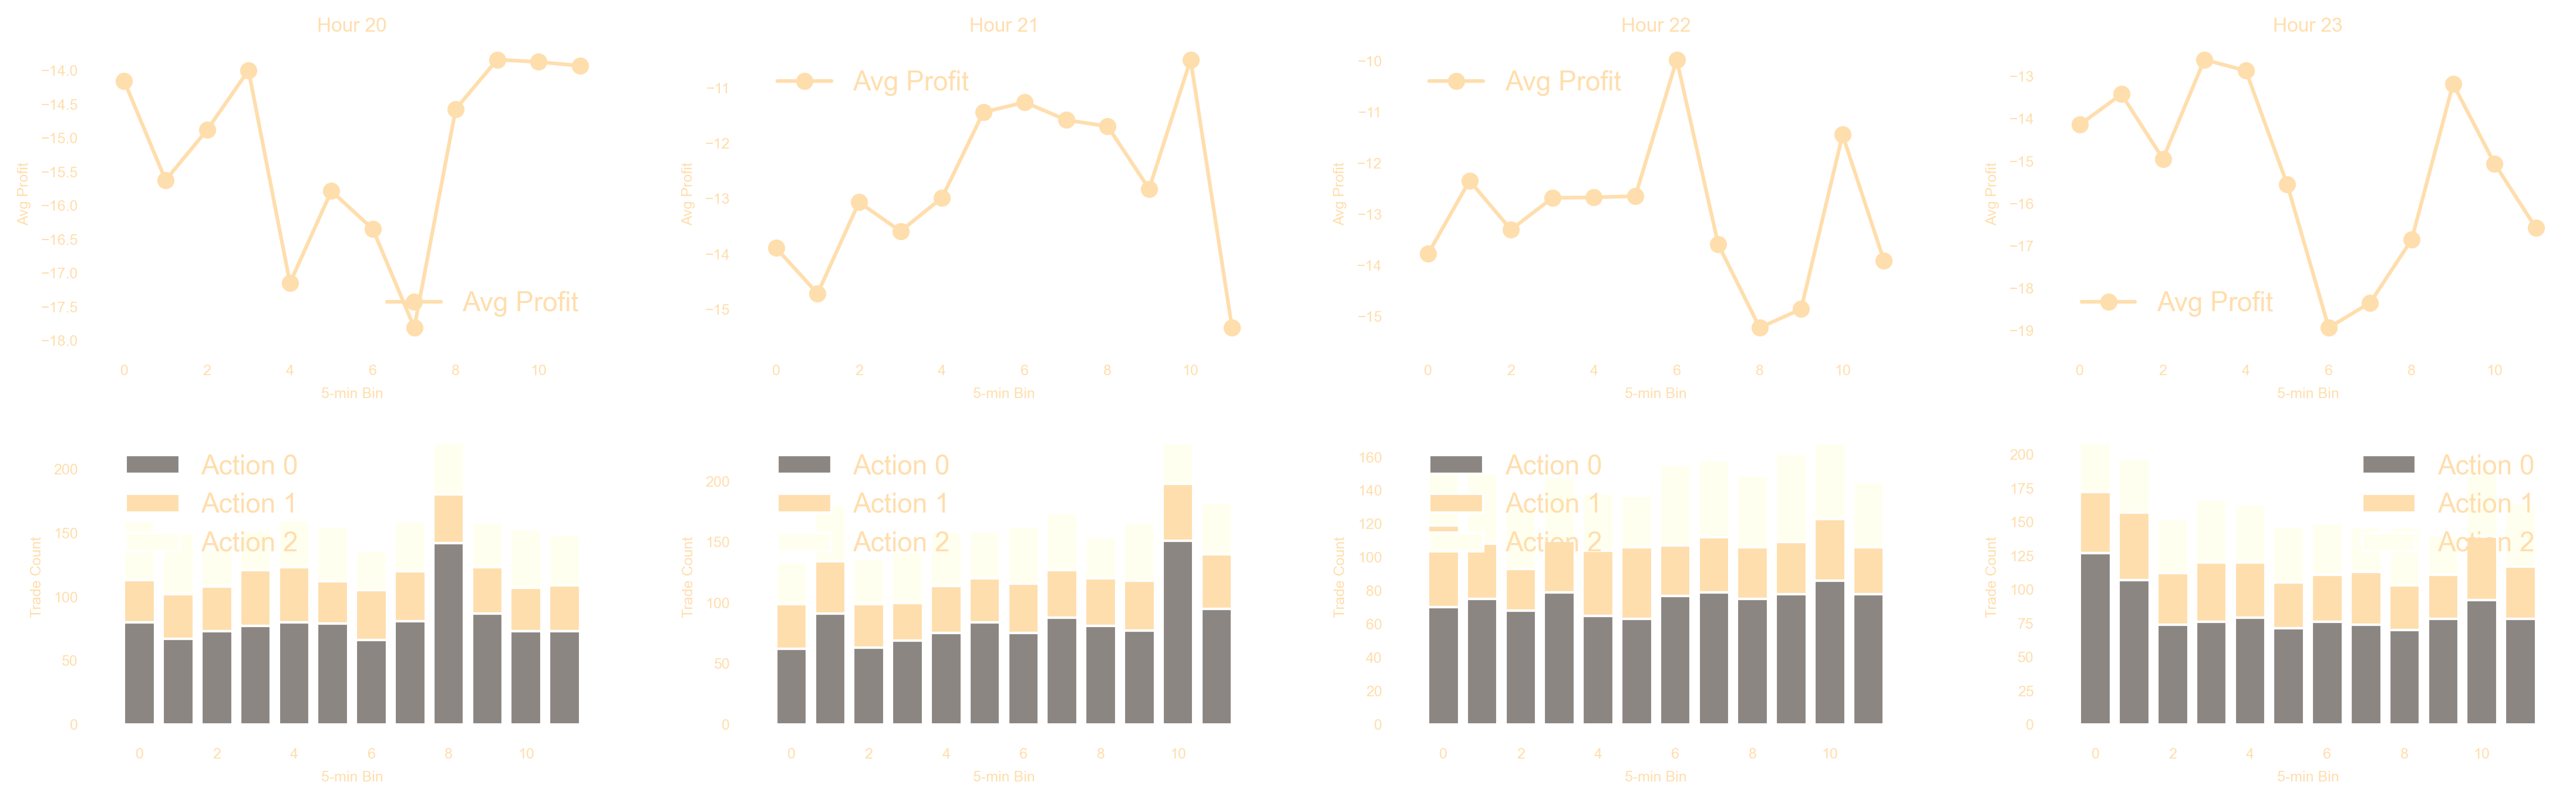 Hour 20
Avg Profit
−14.0
−14.5
−15.0
−15.5
−16.0
−16.5
−17.0
−17.5
−18.0
Avg Profit
0 2 4 6 8 10
5-min Bin
Hour 21
Avg Profit
−11
−12
−13
−14
−15
Avg Profit
0 2 4 6 8 10
5-min Bin
Hour 22
Avg Profit
−10
−11
−12
−13
−14
−15
Avg Profit
0 2 4 6 8 10
5-min Bin
Hour 23
Avg Profit
−13
−14
−15
−16
−17
−18
−19
Avg Profit
0 2 4 6 8 10
5-min Bin
Trade Count
200
150
100
50
0
Action 0
Action 1
Action 2
0 2 4 6 8 10
5-min Bin
Trade Count
200
150
100
50
0
Action 0
Action 1
Action 2
0 2 4 6 8 10
5-min Bin
Trade Count
160
140
120
100
80
60
40
20
0
Action 0
Action 1
Action 2
0 2 4 6 8 10
5-min Bin
Trade Count
200
175
150
125
100
75
50
25
0
Action 0
Action 1
Action 2
0 2 4 6 8 10
5-min Bin